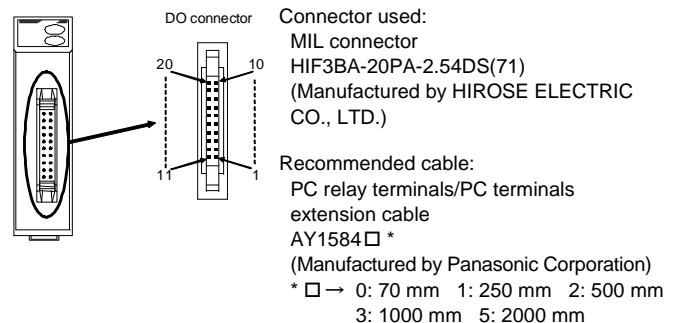 DO connector
20
10
11
1
Connector used:
MIL connector
HIF3BA-20PA-2.54DS(71)
(Manufactured by HIROSE ELECTRIC
CO., LTD.)
Recommended cable:
PC relay terminals/PC terminals
extension cable
AY1584□ *
(Manufactured by Panasonic Corporation)
* □→ 0: 70 mm 1: 250 mm 2: 500 mm
3: 1000 mm 5: 2000 mm